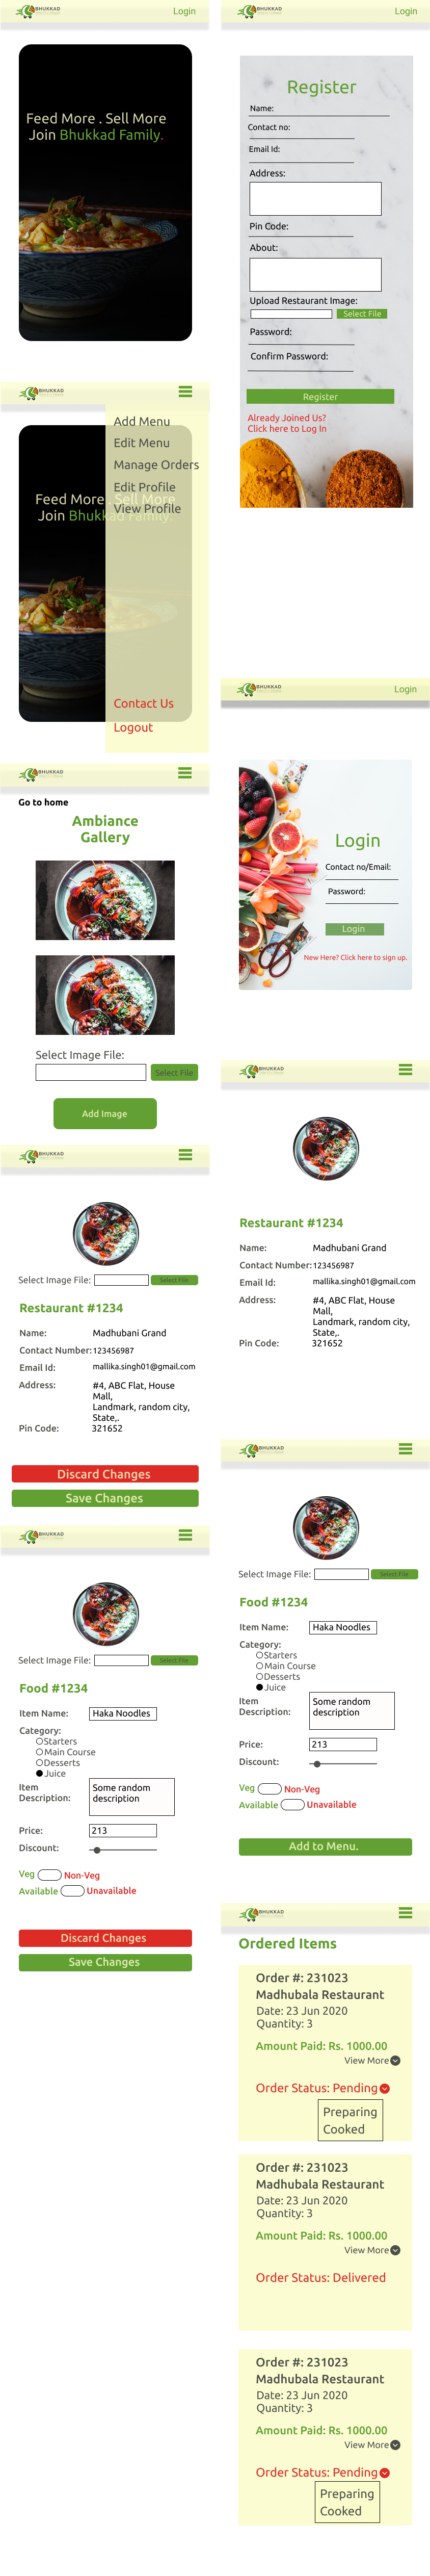 BHUKKAD
Login
Feed More . Sell More
Join Bhukkad Family.
BHUKKAD
Add Menu
Edit Menu
Manage Orders
Edit Profile
View Profile
Feed More . Sell More
Join Bhukkad Family.
Contact Us
Logout
BHUKKAD
Go to home
Ambiance
Gallery
Select Image File:
Select File
Add Image
BHUKKAD
Select Image File:
Select File
Restaurant #1234
Name: Madhubani Grand
Contact Number: 123456987
Email Id: mallika.singh01@gmail.com
Address: #4, ABC Flat, House
Mall,
Landmark, random city,
State,.
Pin Code: 321652
Discard Changes
Save Changes
BHUKKAD
Select Image File:
Select File
Food #1234
Item Name: Haka Noodles
Category:
Starters
Main Course
Desserts
Juice
Item
Description:
Some random
description
Price: 213
Discount:
Veg Non-Veg
Available Unavailable
Discard Changes
Save Changes
BHUKKAD
Login
Register
Name:
Contact no:
Email Id:
Address:
Pin Code:
About:
Upload Restaurant Image:
Select File
Password:
Confirm Password:
Register
Already Joined Us?
Click here to Log In
BHUKKAD
Login
Login
Contact no/Email:
Password:
Login
New Here? Click here to sign up.
BHUKKAD
Restaurant #1234
Name: Madhubani Grand
Contact Number: 123456987
Email Id: mallika.singh01@gmail.com
Address: #4, ABC Flat, House
Mall,
Landmark, random city,
State,.
Pin Code: 321652
BHUKKAD
Select Image File:
Select File
Food #1234
Item Name: Haka Noodles
Category:
Starters
Main Course
Desserts
Juice
Item
Description:
Some random
description
Price: 213
Discount:
Veg Non-Veg
Available Unavailable
Add to Menu.
BHUKKAD
Ordered Items
Order #: 231023
Madhubala Restaurant
Date: 23 Jun 2020
Quantity: 3
Amount Paid: Rs. 1000.00
View More
Order Status: Pending
Preparing
Cooked
Order #: 231023
Madhubala Restaurant
Date: 23 Jun 2020
Quantity: 3
Amount Paid: Rs. 1000.00
View More
Order Status: Delivered
Order #: 231023
Madhubala Restaurant
Date: 23 Jun 2020
Quantity: 3
Amount Paid: Rs. 1000.00
View More
Order Status: Pending
Preparing
Cooked